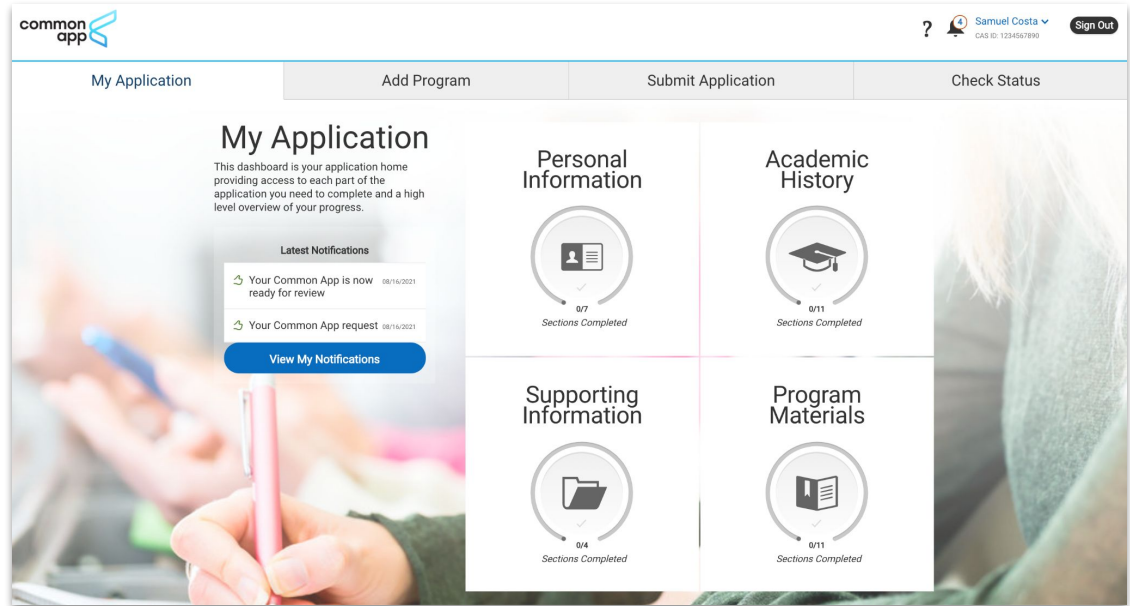 common
app
?
4
Samuel Costa
CAS ID: 1234567890
Sign Out
My Application
Add Program
Submit Application
Check Status
My Application
This dashboard is your application home
providing access to each part of the
application you need to complete and a high
level overview of your progress.
Latest Notifications
Your Common App is now 08/16/2021
ready for review
Your Common App request 08/16/2021
View My Notifications
Personal
Information
0/7
Sections Completed
Academic
History
0/11
Sections Completed
Supporting
Information
0/4
Sections Completed
Program
Materials
0/11
Sections Completed